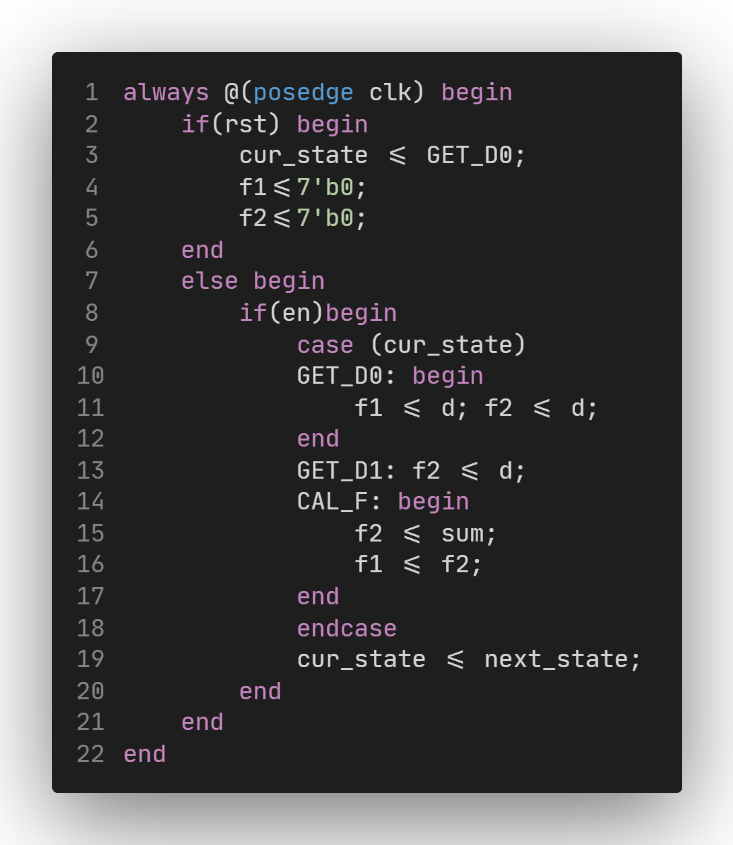 1 always @(posedge clk) begin
2     if(rst) begin
3         cur_state <= GET_D0;
4         f1<=7'b0;
5         f2<=7'b0;
6     end
7     else begin
8         if(en)begin
9             case (cur_state)
10             GET_D0: begin
11                 f1 <= d; f2 <= d;
12             end
13             GET_D1: f2 <= d;
14             CAL_F: begin
15                 f2 <= sum;
16                 f1 <= f2;
17             end
18             endcase
19             cur_state <= next_state;
20         end
21     end
22 end